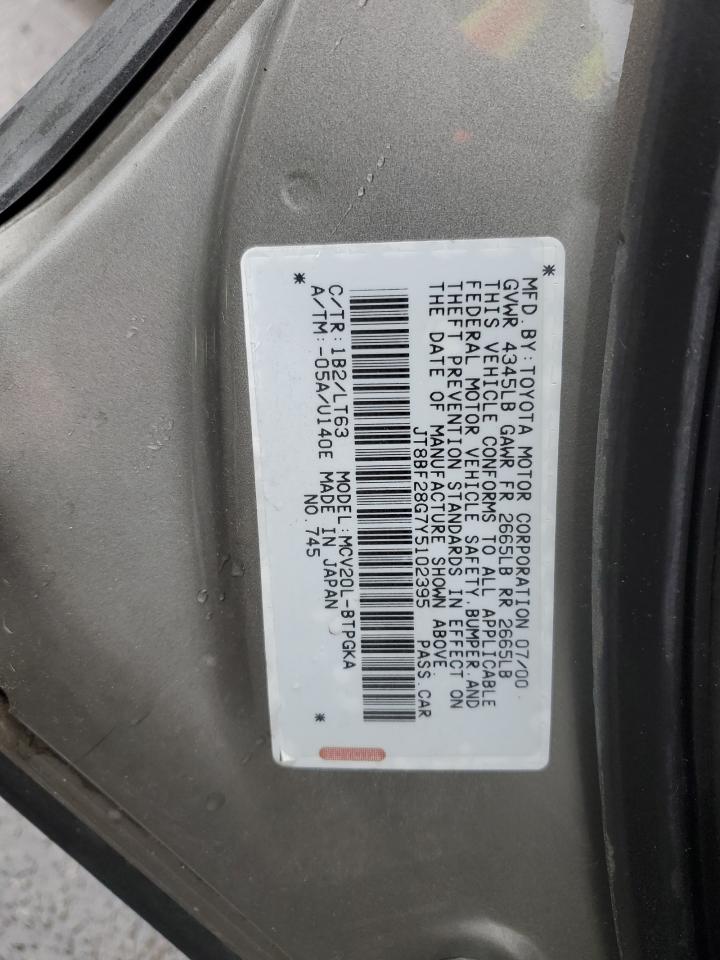 *
MFD.BY:TOYOTA MOTOR CORPORATION 07/00
GVWR 4345LB GAWR FR 2665LB RR 2665LB
THIS VEHICLE CONFORMS TO ALL APPLICABLE
FEDERAL MOTOR VEHICLE SAFETY,BUMPER,AND
THEFT PREVENTION STANDARDS IN EFFECT ON
THE DATE OF MANUFACTURE SHOWN ABOVE.
JT8BF28G7Y5102395 PASS.CAR
C/TR:1B2/LT63 MODEL:MCV20L-BTPGKA
A/TM:-05A/U140E MADE IN JAPAN
* NO.745 *